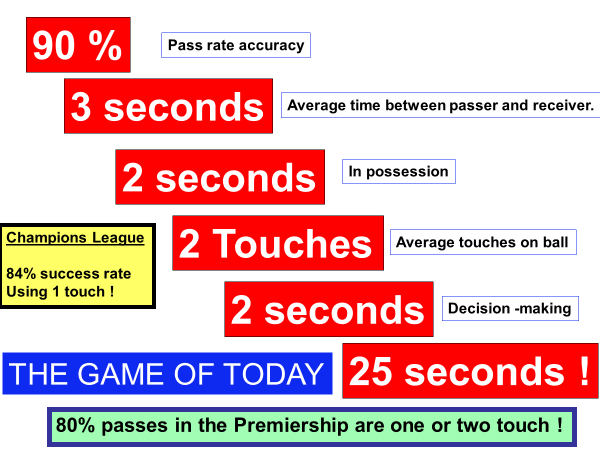 90 %
Pass rate accuracy
3 seconds
Average time between passer and receiver.
2 seconds
In possession
Champions League
84% success rate
Using 1 touch !
2 Touches
Average touches on ball
2 seconds
Decision -making
THE GAME OF TODAY
25 seconds !
80% passes in the Premiership are one or two touch !